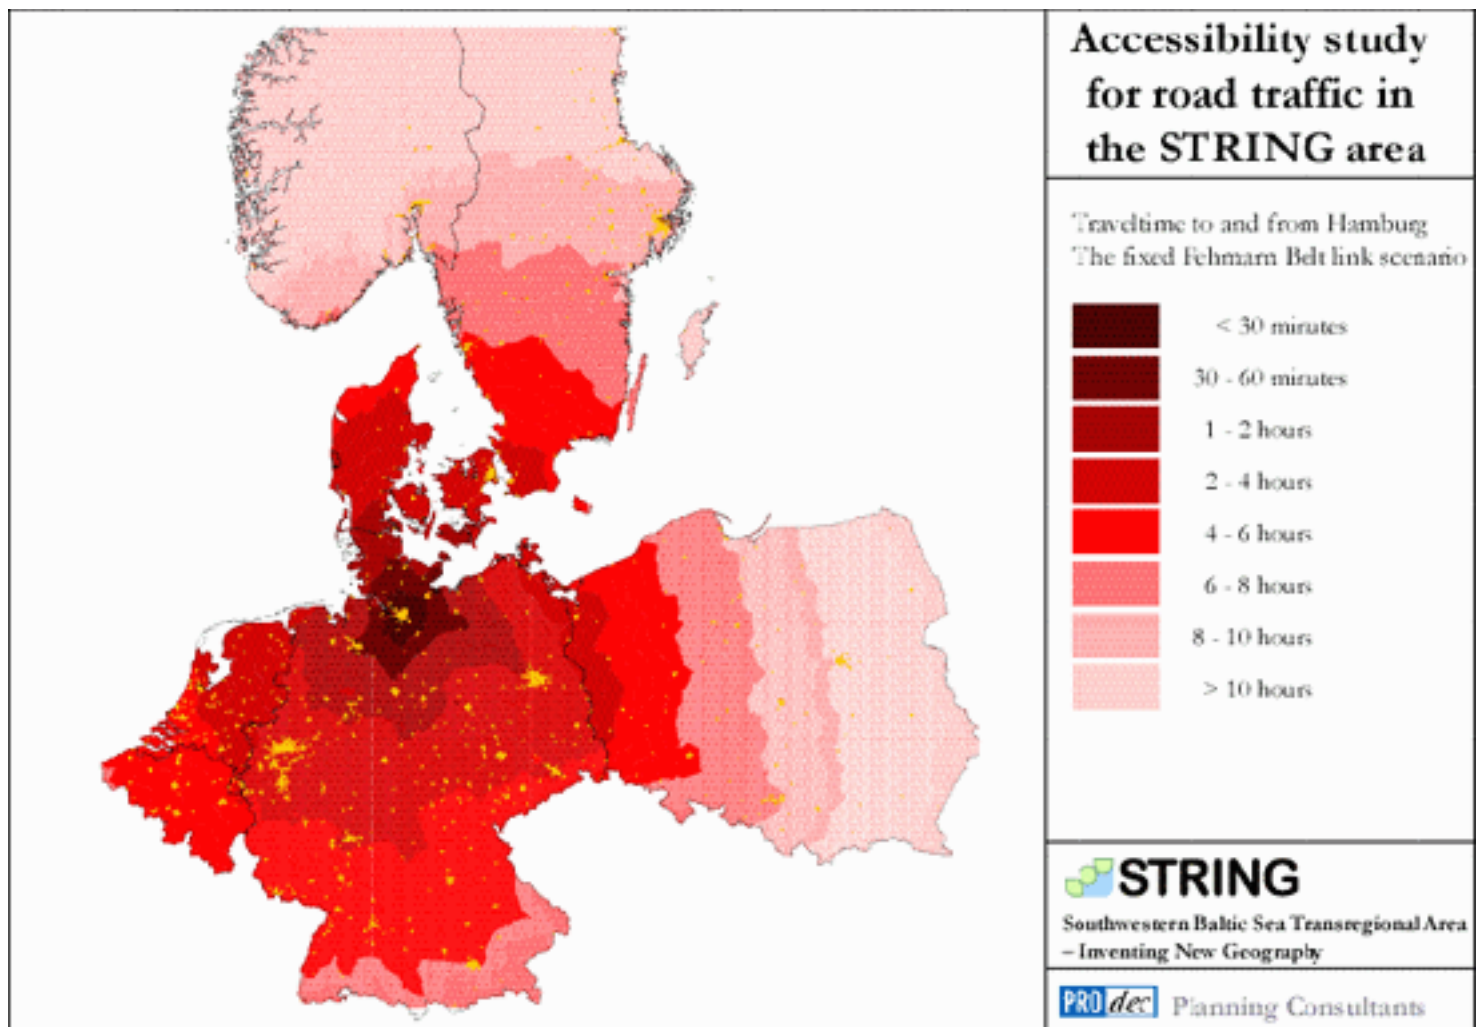 Accessibility study
for road traffic in
the STRING area
Traveltime to and from Hamburg
The fixed Fehmarn Belt link scenario
< 30 minutes
30 - 60 minutes
1 - 2 hours
2 - 4 hours
4 - 6 hours
6 - 8 hours
8 - 10 hours
> 10 hours
STRING
Southwestern Baltic Sea Transregional Area
– Inventing New Geography
PRO dec Planning Consultants